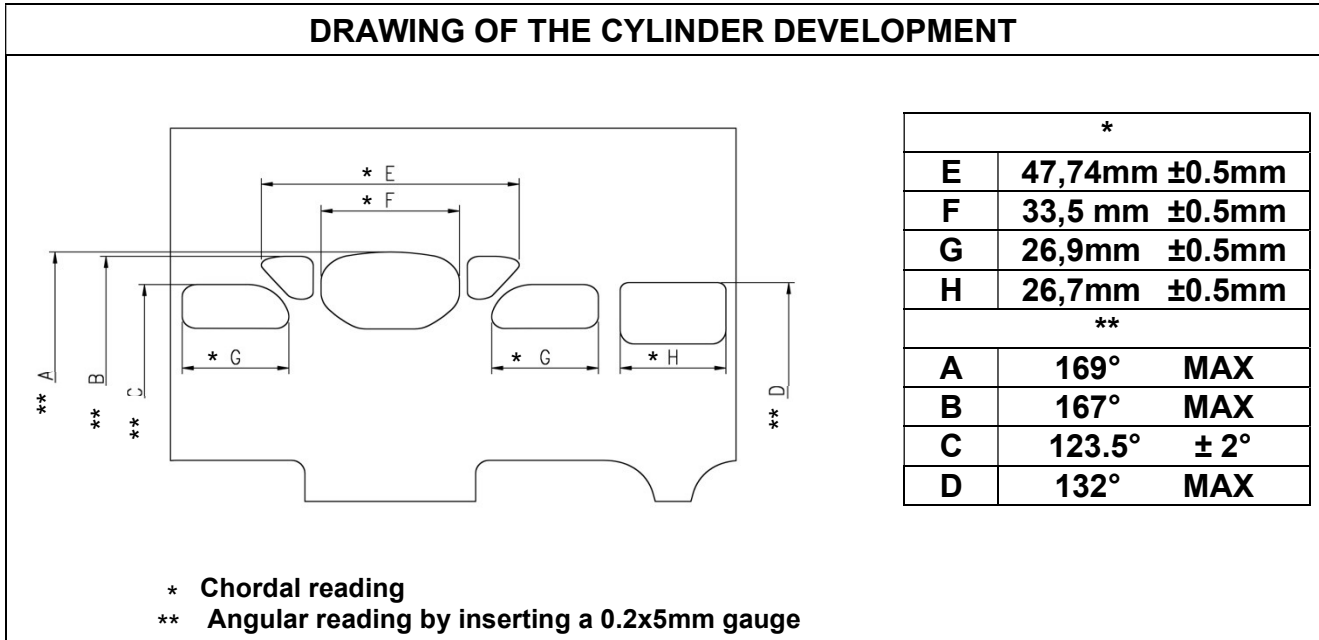 DRAWING OF THE CYLINDER DEVELOPMENT
* E
* F
* G
* G
* H
** A
** B
** C
** D
*
E 47,74mm ±0.5mm
F 33,5 mm ±0.5mm
G 26,9mm ±0.5mm
H 26,7mm ±0.5mm
**
A 169° MAX
B 167° MAX
C 123.5° ± 2°
D 132° MAX
* Chordal reading
** Angular reading by inserting a 0.2x5mm gauge